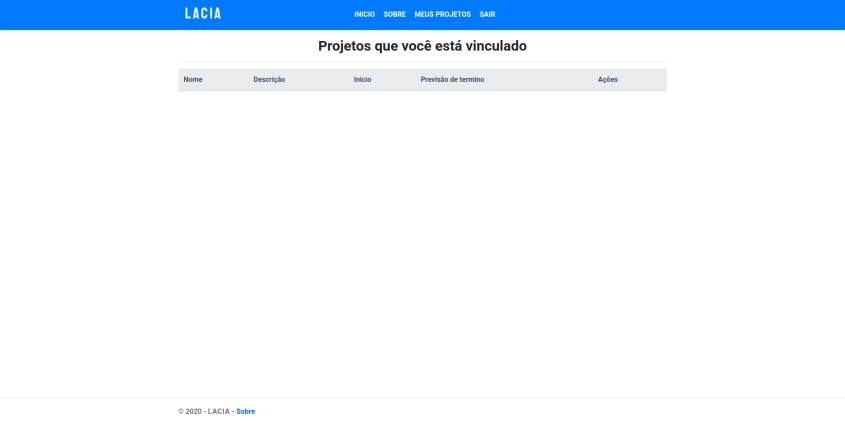 LACIA INICIO SOBRE MEUS PROJETOS SAIR
Projetos que você está vinculado
Nome Descrição Inicio Previsão de termino Ações
© 2020 - LACIA - Sobre